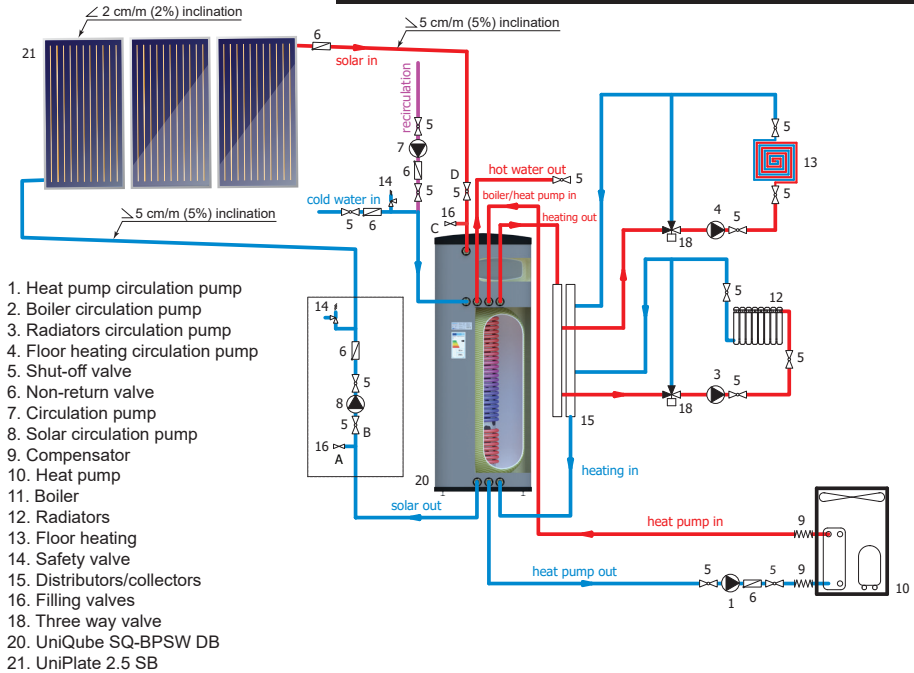 ∠ 2 cm/m (2%) inclination
21
6
solar in
5 cm/m (5%) inclination
recirculation
5
7
6
5
14
cold water in
5
6
D
5
16
C
hot water out
5
boiler/heat pump in
heating out
5
13
5
4
5
18
5
12
5
3
5
18
15
5 cm/m (5%) inclination
14
6
5
8
5
B
16
A
20
solar out
heating in
heat pump in
9
heat pump out
5
1
6
5
9
10
1. Heat pump circulation pump
2. Boiler circulation pump
3. Radiators circulation pump
4. Floor heating circulation pump
5. Shut-off valve
6. Non-return valve
7. Circulation pump
8. Solar circulation pump
9. Compensator
10. Heat pump
11. Boiler
12. Radiators
13. Floor heating
14. Safety valve
15. Distributors/collectors
16. Filling valves
18. Three way valve
20. UniQube SQ-BPSW DB
21. UniPlate 2.5 SB